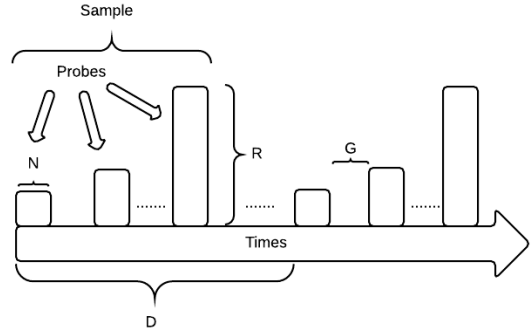 Sample
Probes
N
R
G
.......
.......
.......
Times
D